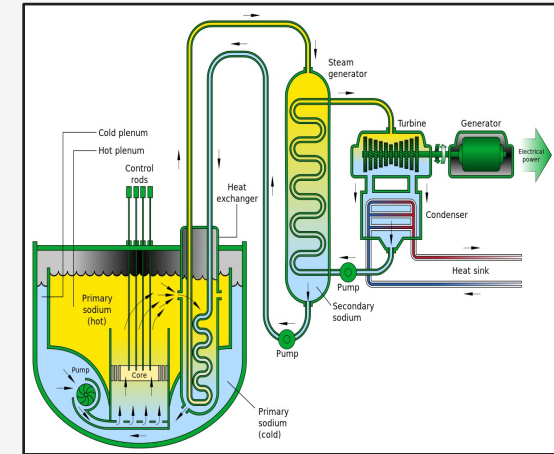 Steam
generator
Turbine
Generator
Electrical
power
Cold plenum
Hot plenum
Control
rods
Heat
exchanger
Condenser
Heat sink
Pump
Primary
sodium
(hot)
Secondary
sodium
Pump
Pump
Core
Primary
sodium
(cold)